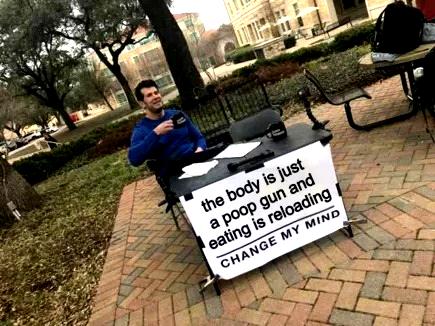 the body is just
a poop gun and
eating is reloading
CHANGE MY MIND